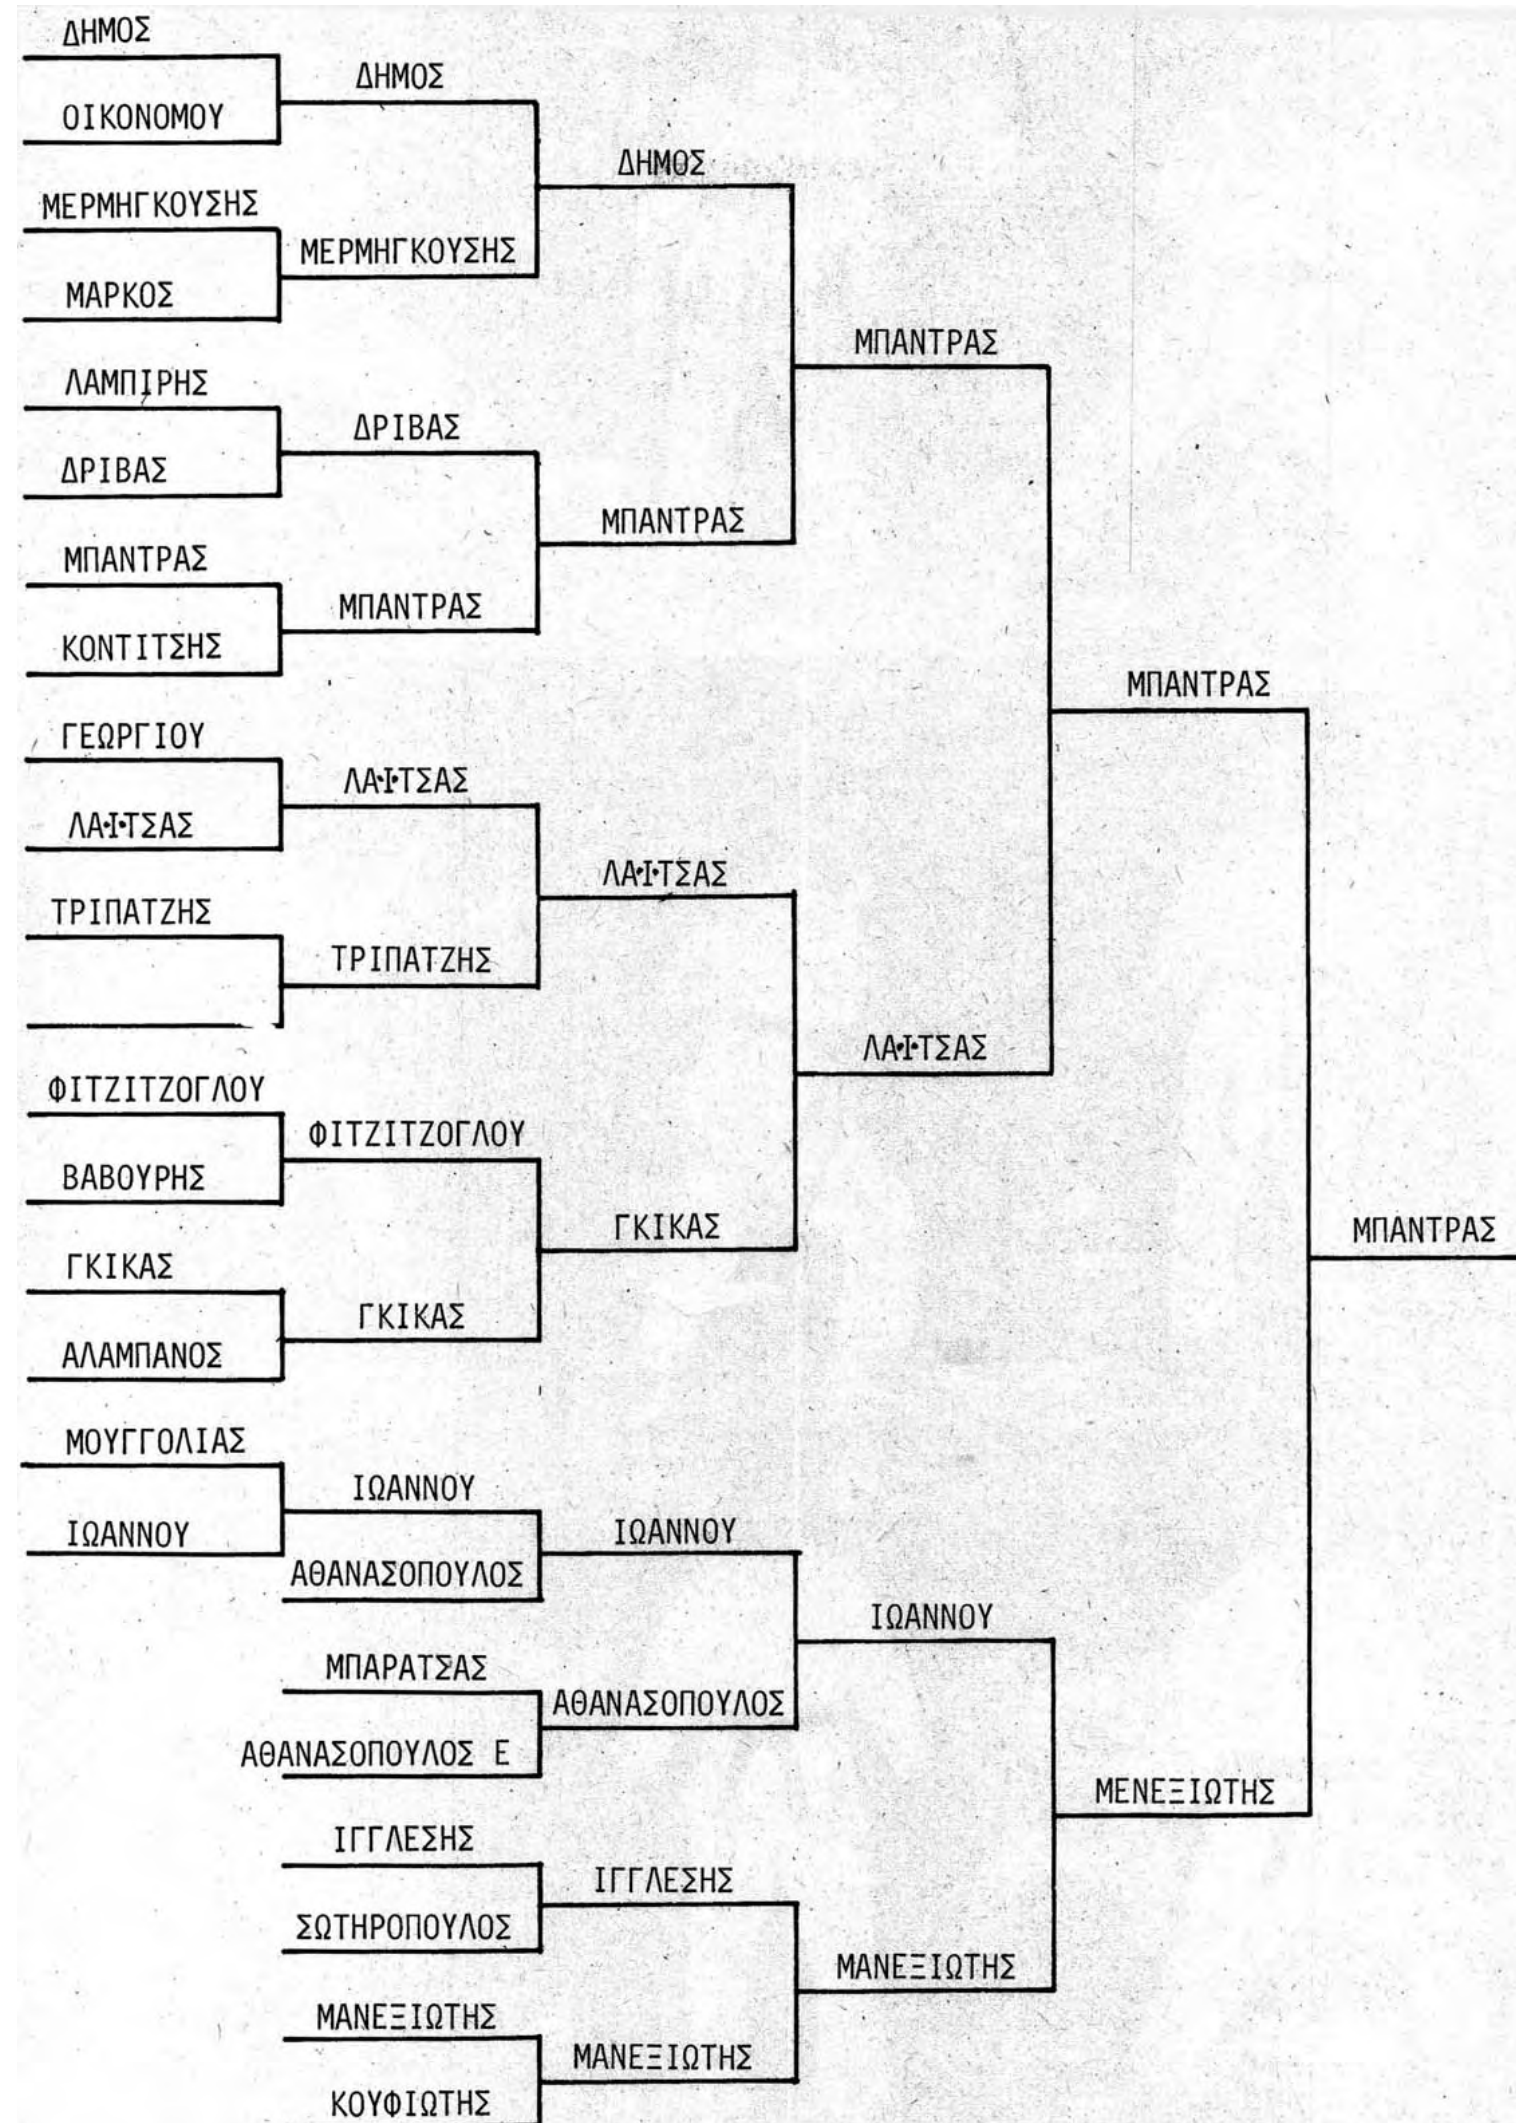 ΔΗΜΟΣ
ΔΗΜΟΣ
ΟΙΚΟΝΟΜΟΥ
ΔΗΜΟΣ
ΜΕΡΜΗΓΚΟΥΣΗΣ
ΜΕΡΜΗΓΚΟΥΣΗΣ
ΜΑΡΚΟΣ
ΜΠΑΝΤΡΑΣ
ΛΑΜΠΙΡΗΣ
ΔΡΙΒΑΣ
ΔΡΙΒΑΣ
ΜΠΑΝΤΡΑΣ
ΜΠΑΝΤΡΑΣ
ΜΠΑΝΤΡΑΣ
ΚΟΝΤΙΤΣΗΣ
ΜΠΑΝΤΡΑΣ
ΓΕΩΡΓΙΟΥ
ΛΑΪΤΣΑΣ
ΛΑΪΤΣΑΣ
ΛΑΪΤΣΑΣ
ΤΡΙΠΑΤΖΗΣ
ΤΡΙΠΑΤΖΗΣ
ΛΑΪΤΣΑΣ
ΦΙΤΖΙΤΖΟΓΛΟΥ
ΦΙΤΖΙΤΖΟΓΛΟΥ
ΒΑΒΟΥΡΗΣ
ΓΚΙΚΑΣ
ΜΠΑΝΤΡΑΣ
ΓΚΙΚΑΣ
ΓΚΙΚΑΣ
ΑΛΑΜΠΑΝΟΣ
ΜΟΥΓΓΟΛΙΑΣ
ΙΩΑΝΝΟΥ
ΙΩΑΝΝΟΥ
ΙΩΑΝΝΟΥ
ΑΘΑΝΑΣΟΠΟΥΛΟΣ
ΙΩΑΝΝΟΥ
ΜΠΑΡΑΤΣΑΣ
ΑΘΑΝΑΣΟΠΟΥΛΟΣ
ΑΘΑΝΑΣΟΠΟΥΛΟΣ Ε
ΜΕΝΕΞΙΩΤΗΣ
ΙΓΓΛΕΣΗΣ
ΙΓΓΛΕΣΗΣ
ΣΩΤΗΡΟΠΟΥΛΟΣ
ΜΑΝΕΞΙΩΤΗΣ
ΜΑΝΕΞΙΩΤΗΣ
ΜΑΝΕΞΙΩΤΗΣ
ΚΟΥΦΙΩΤΗΣ